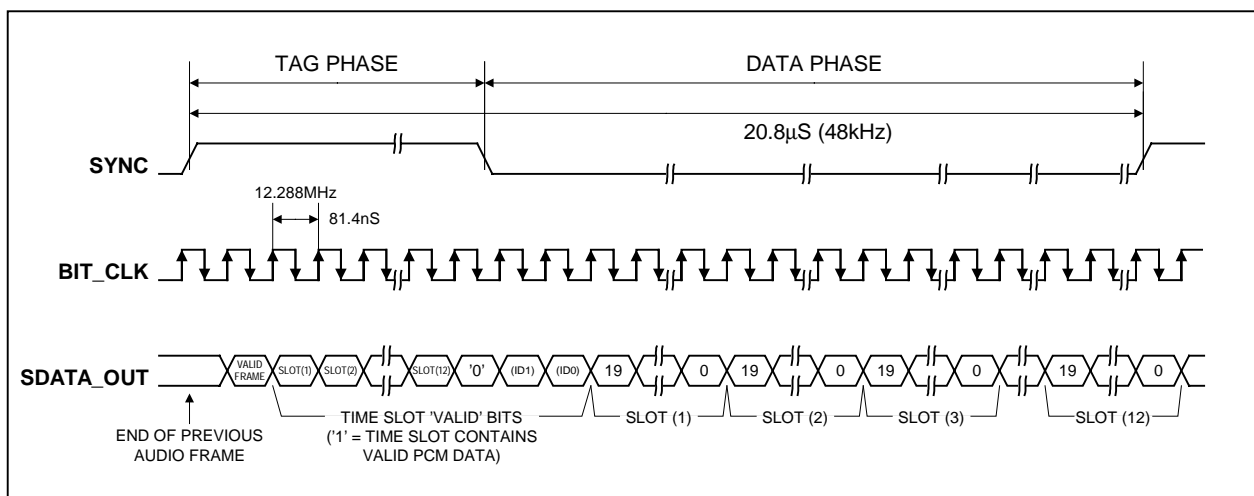 TAG PHASE
DATA PHASE
20.8µS (48kHz)
SYNC
12.288MHz
81.4nS
BIT_CLK
SDATA_OUT
VALID FRAME
SLOT(1)
SLOT(2)
SLOT(12)
'0'
(ID1)
(ID0)
19
0
19
0
19
0
19
0
END OF PREVIOUS
AUDIO FRAME
TIME SLOT 'VALID' BITS
('1' = TIME SLOT CONTAINS
VALID PCM DATA)
SLOT (1)
SLOT (2)
SLOT (3)
SLOT (12)